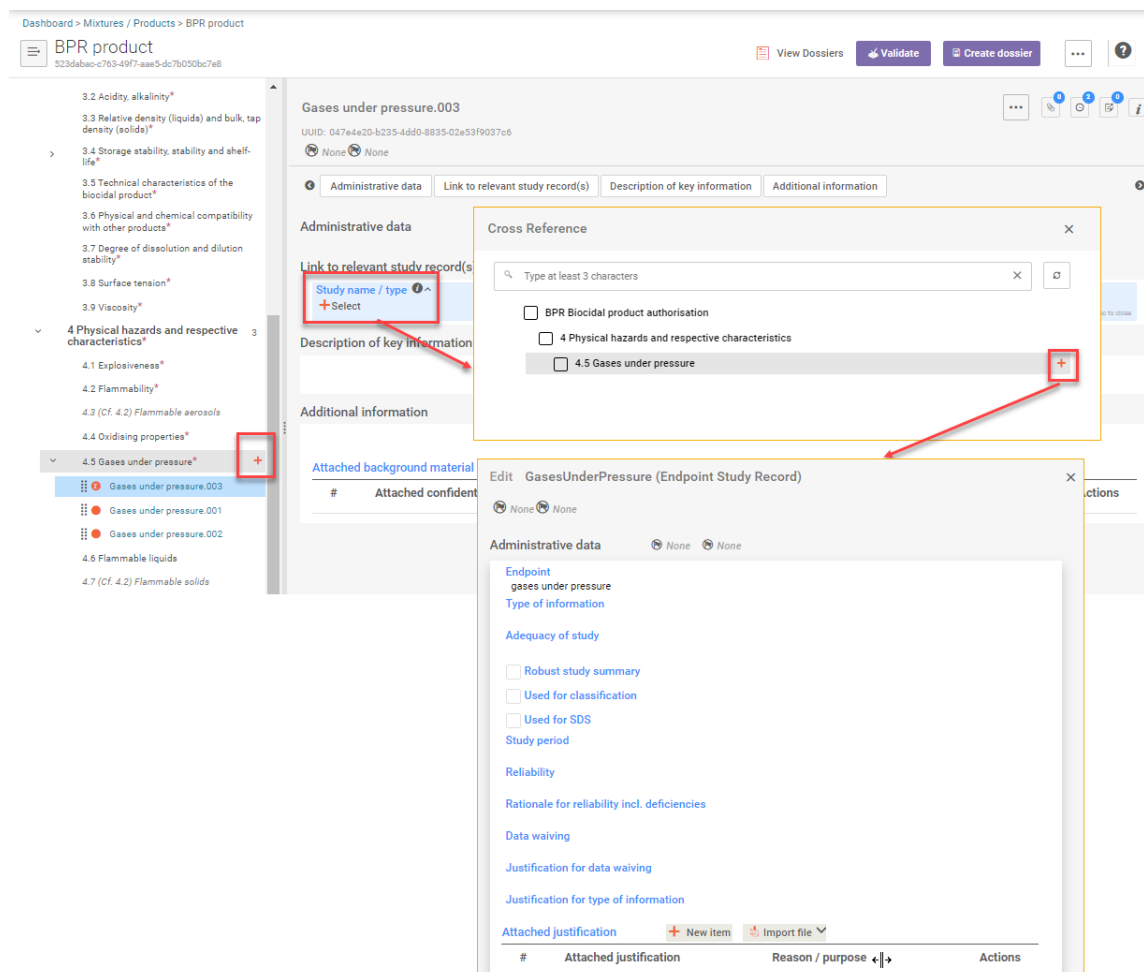 Dashboard > Mixtures / Products > BPR product
BPR product
523dabac-c763-49f7-aae5-dc7b050bc7e8
View Dossiers
Validate
Create dossier
...
?
3.2 Acidity, alkalinity*
3.3 Relative density (liquids) and bulk, tap
density (solids)*
3.4 Storage stability, stability and shelf-
life*
3.5 Technical characteristics of the
biocidal product*
3.6 Physical and chemical compatibility
with other products*
3.7 Degree of dissolution and dilution
stability*
3.8 Surface tension*
3.9 Viscosity*
4 Physical hazards and respective 3
characteristics*
4.1 Explosiveness*
4.2 Flammability*
4.3 (Cf. 4.2) Flammable aerosols
4.4 Oxidising properties*
4.5 Gases under pressure* +
Gases under pressure.003
Gases under pressure.001
Gases under pressure.002
4.6 Flammable liquids
4.7 (Cf. 4.2) Flammable solids
Gases under pressure.003
... 0 2 0 i
UUID: 047e4e20-b235-4dd0-8835-02e53f9037c6
None None
Administrative data
Link to relevant study record(s)
Description of key information
Additional information
Administrative data
Link to relevant study record(s
Study name / type i
+ Select
to close
Description of key information
Additional information
Attached background material
# Attached confident
ctions
Cross Reference
Type at least 3 characters
BPR Biocidal product authorisation
4 Physical hazards and respective characteristics
4.5 Gases under pressure +
Edit GasesUnderPressure (Endpoint Study Record)
None None
Administrative data None None
Endpoint
gases under pressure
Type of information
Adequacy of study
Robust study summary
Used for classification
Used for SDS
Study period
Reliability
Rationale for reliability incl. deficiencies
Data waiving
Justification for data waiving
Justification for type of information
Attached justification + New item Import file
# Attached justification Reason / purpose Actions